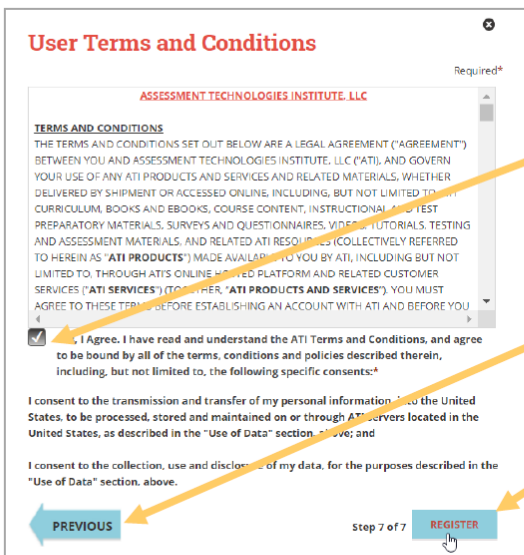 User Terms and Conditions
Required*
ASSESSMENT TECHNOLOGIES INSTITUTE, LLC
TERMS AND CONDITIONS
THE TERMS AND CONDITIONS SET OUT BELOW ARE A LEGAL AGREEMENT ("AGREEMENT")
BETWEEN YOU AND ASSESSMENT TECHNOLOGIES INSTITUTE, LLC ("ATI), AND GOVERN
YOUR USE OF ANY ATI PRODUCTS AND SERVICES AND RELATED MATERIALS, WHETHER
DELIVERED BY SHIPMENT OR ACCESSED ONLINE, INCLUDING, BUT NOT LIMITED TO, ATI
CURRICULUM, BOOKS AND EBOOKS, COURSE CONTENT, INSTRUCTIONAL AND TEST
PREPARATORY MATERIALS, SURVEYS AND QUESTIONNAIRES, VIDEOS, TUTORIALS, TESTING
AND ASSESSMENT MATERIALS, AND RELATED ATI RESOURCES (COLLECTIVELY REFERRED
TO HEREIN AS "ATI PRODUCTS") MADE AVAILABLE TO YOU BY ATI, INCLUDING BUT NOT
LIMITED TO, THROUGH ATI'S ONLINE HOSTED PLATFORM AND RELATED CUSTOMER
SERVICES ("ATI SERVICES") (TOGETHER, "ATI PRODUCTS AND SERVICES"). YOU MUST
AGREE TO THESE TERMS BEFORE ESTABLISHING AN ACCOUNT WITH ATI AND BEFORE YOU
, I Agree. I have read and understand the ATI Terms and Conditions, and agree
to be bound by all of the terms, conditions and policies described therein,
including, but not limited to, the following specific consents:*
I consent to the transmission and transfer of my personal information, into the United
States, to be processed, stored and maintained on or through ATI servers located in the
United States, as described in the "Use of Data" section, above; and
I consent to the collection, use and disclosure of my data, for the purposes described in the
"Use of Data" section, above.
PREVIOUS
Step 7 of 7
REGISTER